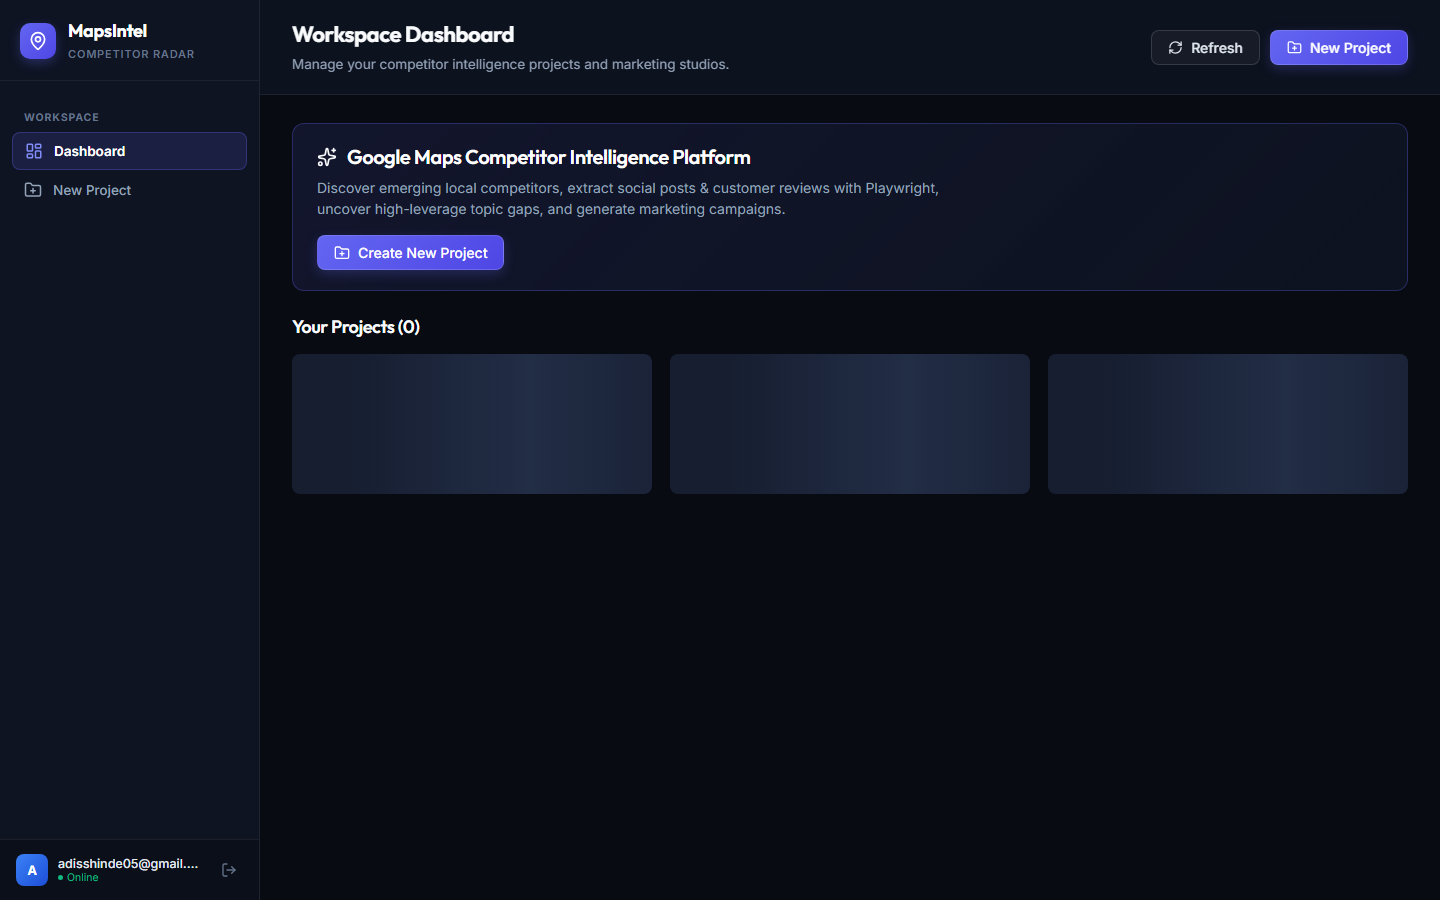 MapsIntel
COMPETITOR RADAR
WORKSPACE
Dashboard
New Project
adisshinde05@gmail....
Online
A
Workspace Dashboard
Manage your competitor intelligence projects and marketing studios.
Refresh
New Project
Google Maps Competitor Intelligence Platform
Discover emerging local competitors, extract social posts & customer reviews with Playwright,
uncover high-leverage topic gaps, and generate marketing campaigns.
Create New Project
Your Projects (0)